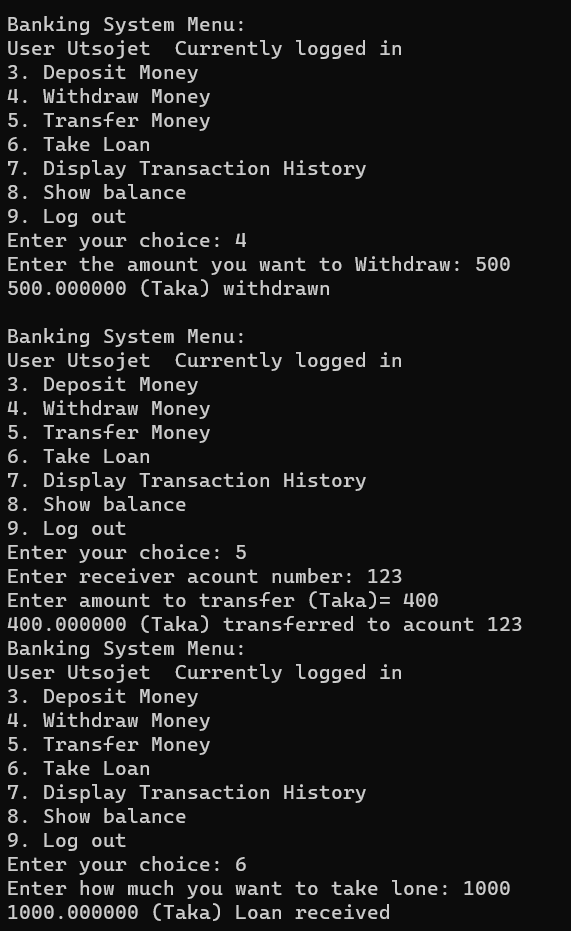 Banking System Menu:
User Utsojet  Currently logged in
3. Deposit Money
4. Withdraw Money
5. Transfer Money
6. Take Loan
7. Display Transaction History
8. Show balance
9. Log out
Enter your choice: 4
Enter the amount you want to Withdraw: 500
500.000000 (Taka) withdrawn

Banking System Menu:
User Utsojet  Currently logged in
3. Deposit Money
4. Withdraw Money
5. Transfer Money
6. Take Loan
7. Display Transaction History
8. Show balance
9. Log out
Enter your choice: 5
Enter receiver acount number: 123
Enter amount to transfer (Taka)= 400
400.000000 (Taka) transferred to acount 123
Banking System Menu:
User Utsojet  Currently logged in
3. Deposit Money
4. Withdraw Money
5. Transfer Money
6. Take Loan
7. Display Transaction History
8. Show balance
9. Log out
Enter your choice: 6
Enter how much you want to take lone: 1000
1000.000000 (Taka) Loan received